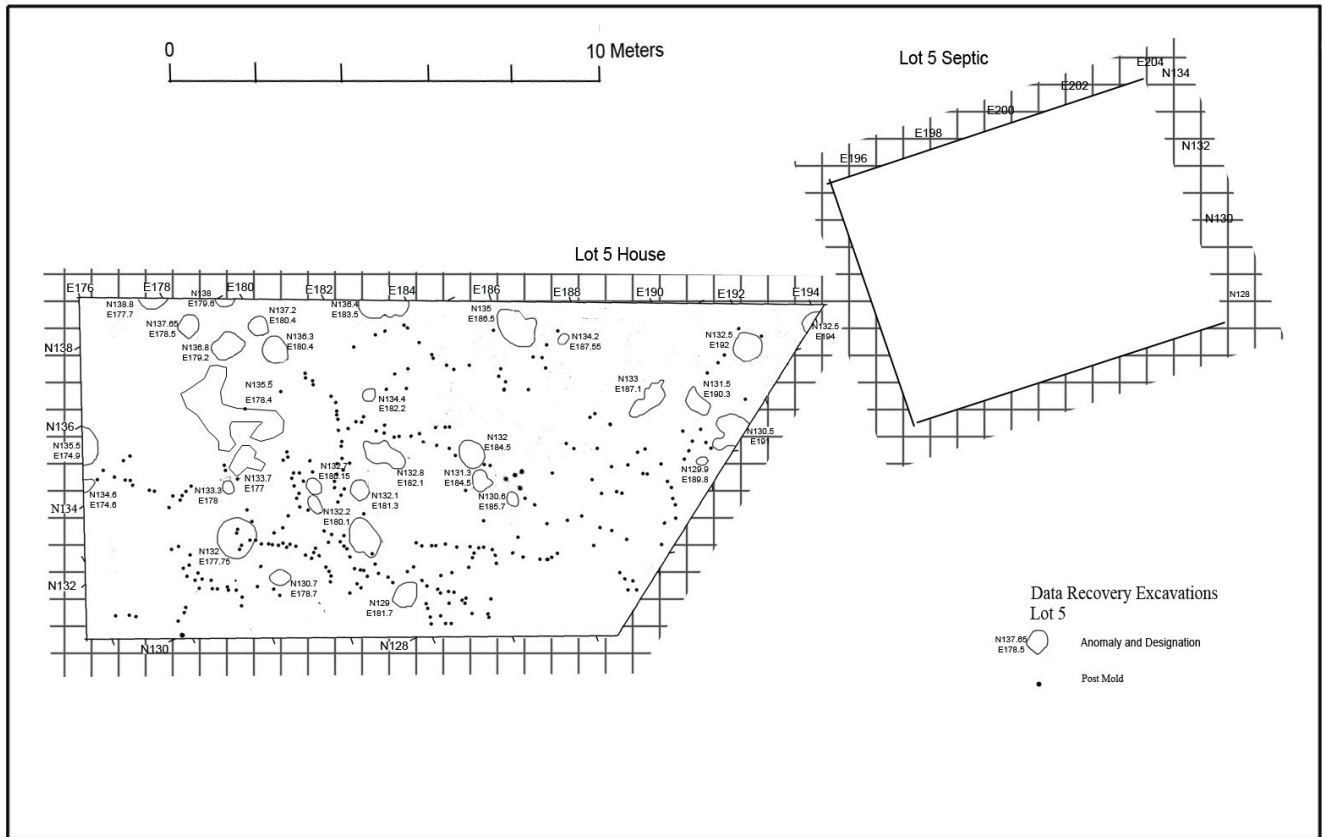 0
10 Meters
Lot 5 Septic
E204
N134
E202
E200
E198
N132
E196
N130
N128
Lot 5 House
E176
E178
E180
E182
E184
E186
E188
E190
E192
E194
N138.8
E177.7
N138
E179.6
N136.4
E183.5
N135
E186.5
N132.5
E194
N137.65
E178.5
N137.2
E180.4
N134.2
E187.55
N132.5
E192
N138
N136.8
E179.2
N136.3
E180.4
N135.5
E178.4
N134.4
E182.2
N133
E187.1
N131.5
E190.3
N136
N135.5
E174.9
N132
E184.5
N130.5
E191
N132.7
E180.15
N132.8
E182.1
N131.3
E184.5
N129.9
E189.8
N133.7
E177
N133.3
E178
N134.6
E174.6
N132.1
E181.3
N130.6
E185.7
N134
N132.2
E180.1
N132
E177.75
N132
N130.7
E178.7
N129
E181.7
N130
N128
Data Recovery Excavations
Lot 5
N137.65
E178.5
Anomaly and Designation
Post Mold